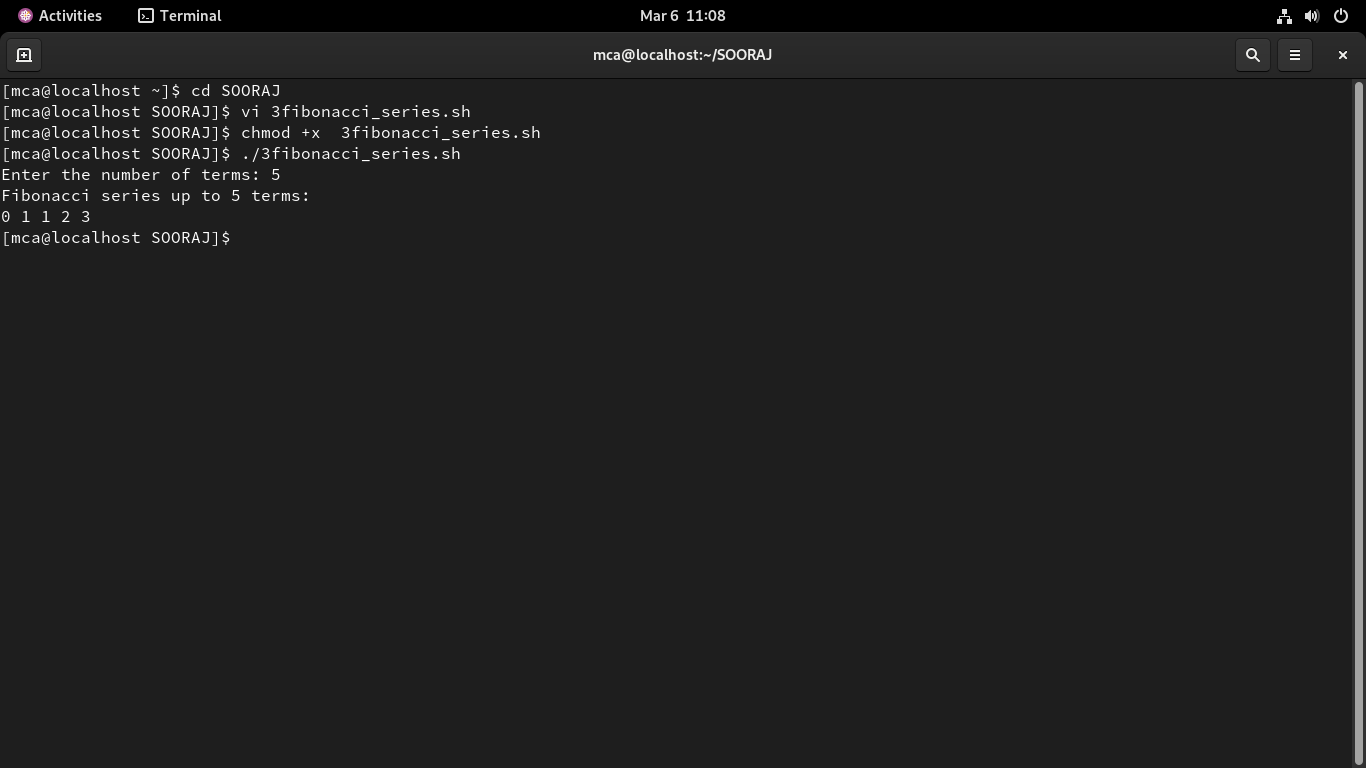 Activities Terminal Mar 6 11:08
mca@localhost:~/SOORAJ
[mca@localhost ~]$ cd SOORAJ
[mca@localhost SOORAJ]$ vi 3fibonacci_series.sh
[mca@localhost SOORAJ]$ chmod +x  3fibonacci_series.sh
[mca@localhost SOORAJ]$ ./3fibonacci_series.sh
Enter the number of terms: 5
Fibonacci series up to 5 terms:
0 1 1 2 3
[mca@localhost SOORAJ]$